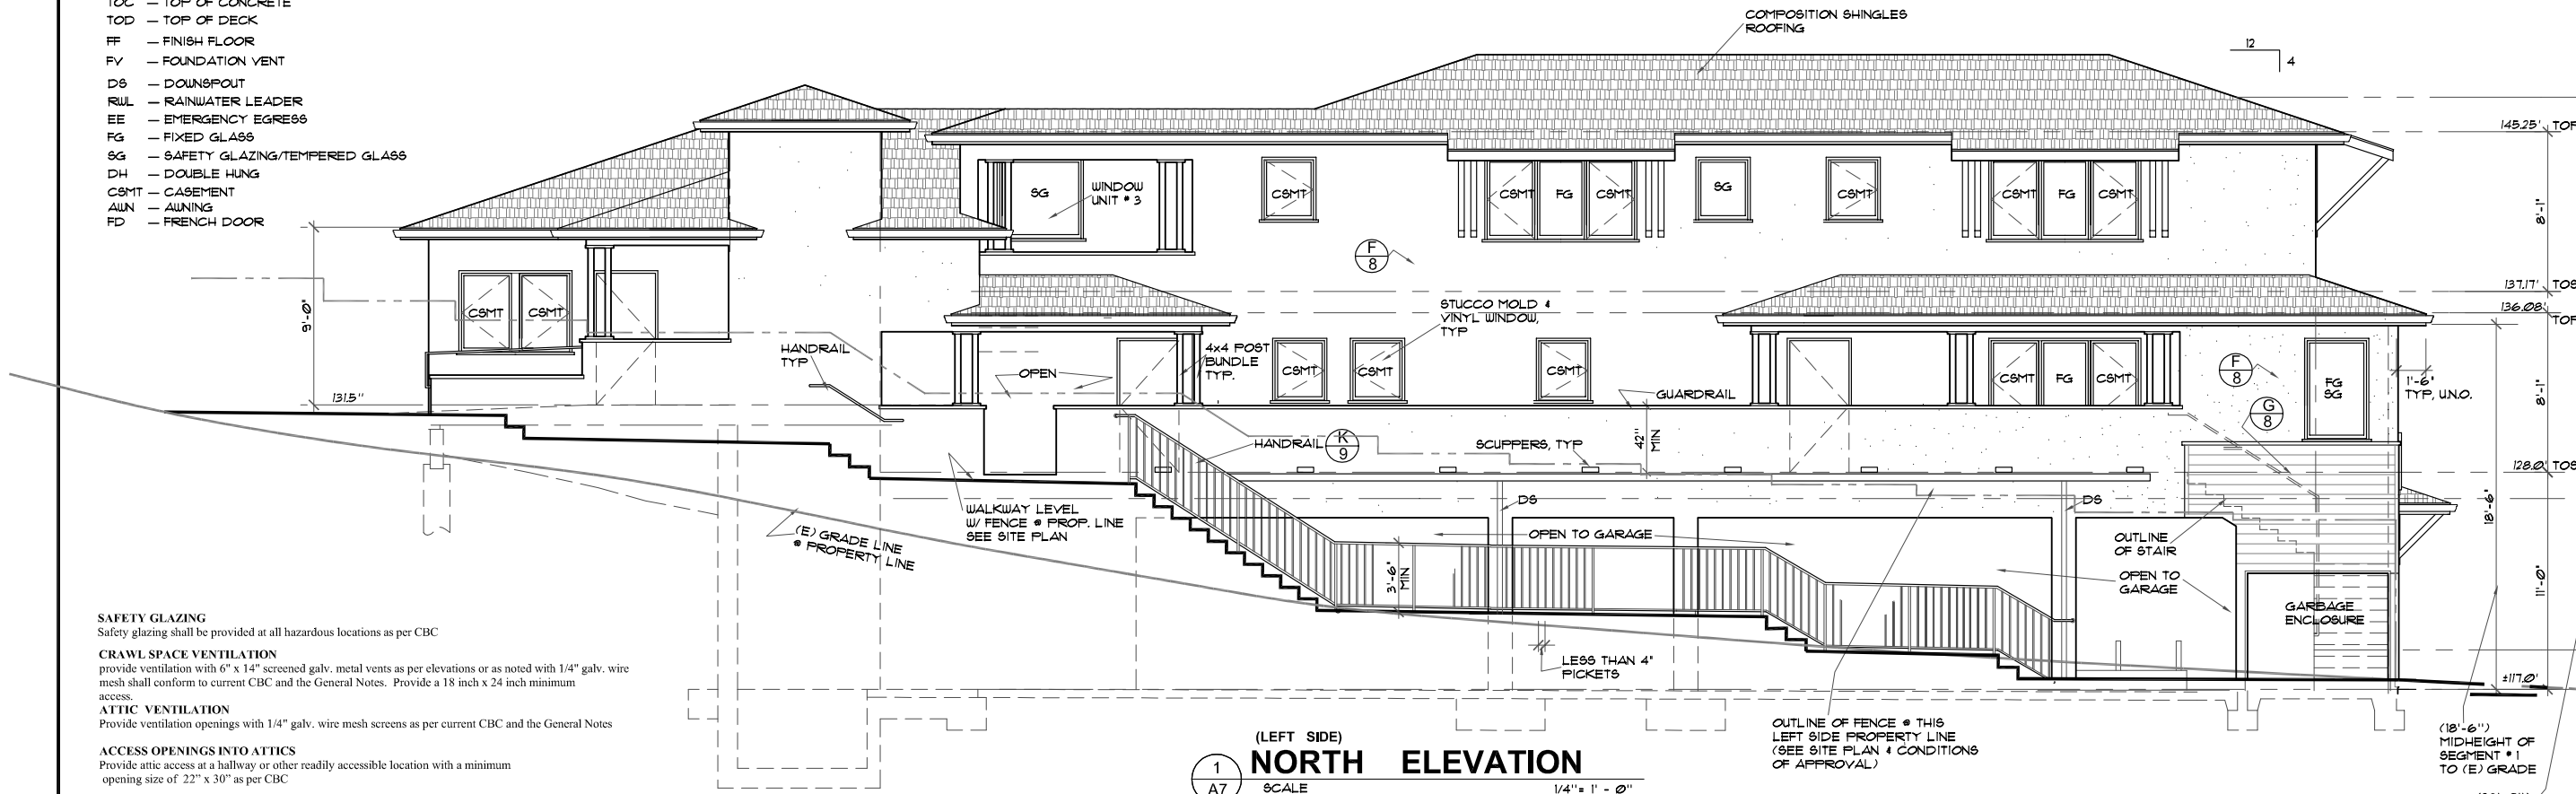 TOC — TOP OF CONCRETE
TOD — TOP OF DECK
FF — FINISH FLOOR
FV — FOUNDATION VENT
DS — DOWNSPOUT
RWL — RAINWATER LEADER
EE — EMERGENCY EGRESS
FG — FIXED GLASS
SG — SAFETY GLAZING/TEMPERED GLASS
DH — DOUBLE HUNG
CSMT — CASEMENT
AWN — AWNING
FD — FRENCH DOOR
COMPOSITION SHINGLES
ROOFING
12
4
145.25' TOF
SG
WINDOW
UNIT # 3
CSMT
CSMT FG CSMT
SG
CSMT
CSMT FG CSMT
8'-1"
F
8
137.17' TOS
136.08'
TOF
9'-0"
CSMT CSMT
STUCCO MOLD &
VINYL WINDOW,
TYP
HANDRAIL
TYP
OPEN
4x4 POST
BUNDLE
TYP.
CSMT
CSMT
CSMT
CSMT FG CSMT
F
8
FG
SG
1'-6"
TYP, U.N.O.
8'-1"
131.5''
GUARDRAIL
G
8
HANDRAIL
K
9
SCUPPERS, TYP
42"
MIN
128.0' TOS
DS
DS
WALKWAY LEVEL
W/ FENCE @ PROP. LINE
SEE SITE PLAN
(E) GRADE LINE
@ PROPERTY LINE
OPEN TO GARAGE
OUTLINE
OF STAIR
18'-6"
3'-6"
MIN
OPEN TO
GARAGE
11'-0"
GARBAGE
ENCLOSURE
LESS THAN 4"
PICKETS
±117.0'
SAFETY GLAZING
Safety glazing shall be provided at all hazardous locations as per CBC
CRAWL SPACE VENTILATION
provide ventilation with 6" x 14" screened galv. metal vents as per elevations or as noted with 1/4" galv. wire
mesh shall conform to current CBC and the General Notes. Provide a 18 inch x 24 inch minimum
access.
ATTIC VENTILATION
Provide ventilation openings with 1/4" galv. wire mesh screens as per current CBC and the General Notes
ACCESS OPENINGS INTO ATTICS
Provide attic access at a hallway or other readily accessible location with a minimum
opening size of 22” x 30” as per CBC
OUTLINE OF FENCE @ THIS
LEFT SIDE PROPERTY LINE
(SEE SITE PLAN & CONDITIONS
OF APPROVAL)
(18'-6'')
MIDHEIGHT OF
SEGMENT # 1
TO (E) GRADE
(LEFT SIDE)
1
A7
NORTH ELEVATION
SCALE
1/4''= 1' - 0''